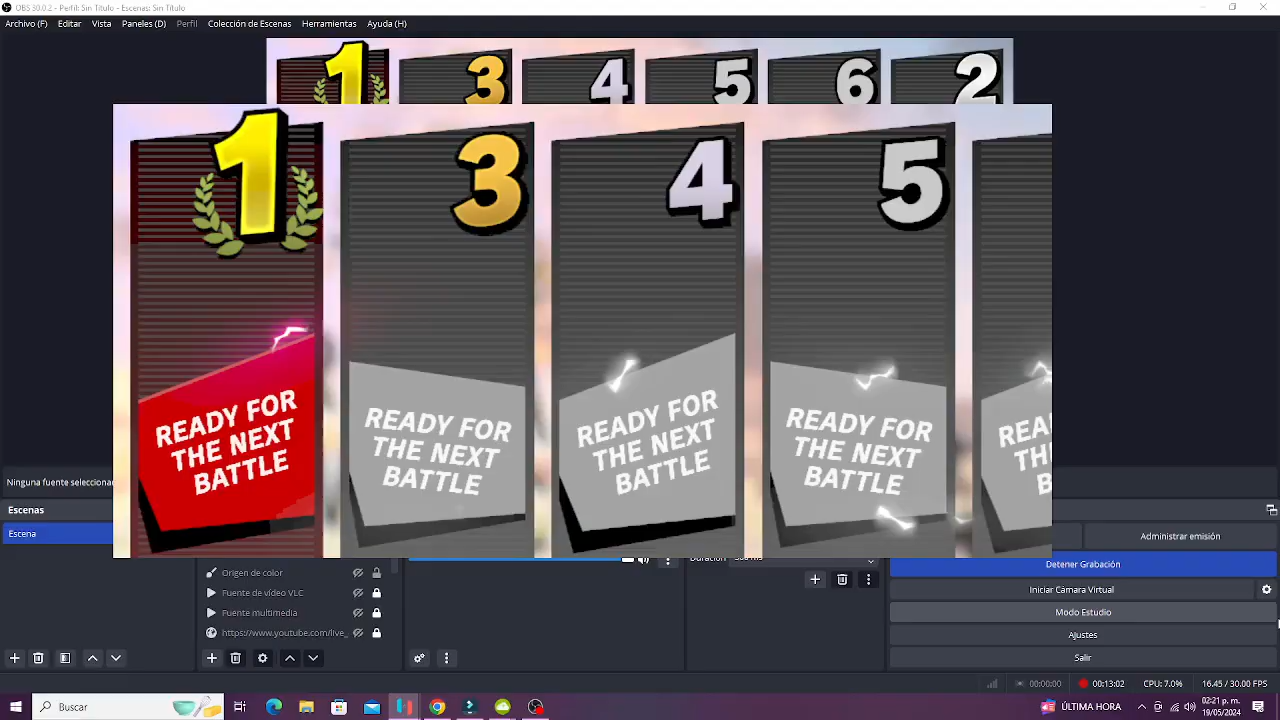 OBS 30.0.2 - Perfil: Sin Título - Escenas: Sin Título
Archivo (F) Editar Vista Paneles (D) Perfil Colección de Escenas Herramientas Ayuda (H)
1 3 4 5 6 2
1 3 4 5
READY FOR
THE NEXT
BATTLE
READY FOR
THE NEXT
BATTLE
READY FOR
THE NEXT
BATTLE
READY FOR
THE NEXT
BATTLE
REA
TH
B
Ninguna fuente selecciona
Escenas
Escena
Administrar emisión
Detener Grabación
Iniciar Cámara Virtual
Modo Estudio
Ajustes
Salir
Origen de color
Fuente de vídeo VLC
Fuente multimedia
https://www.youtube.com/live_
00:00:00 00:13:02 CPU: 7.0% 16.45 / 30.00 FPS
Buscar
ÚLTIMA HORA
02:21 p. m.
19/05/2024